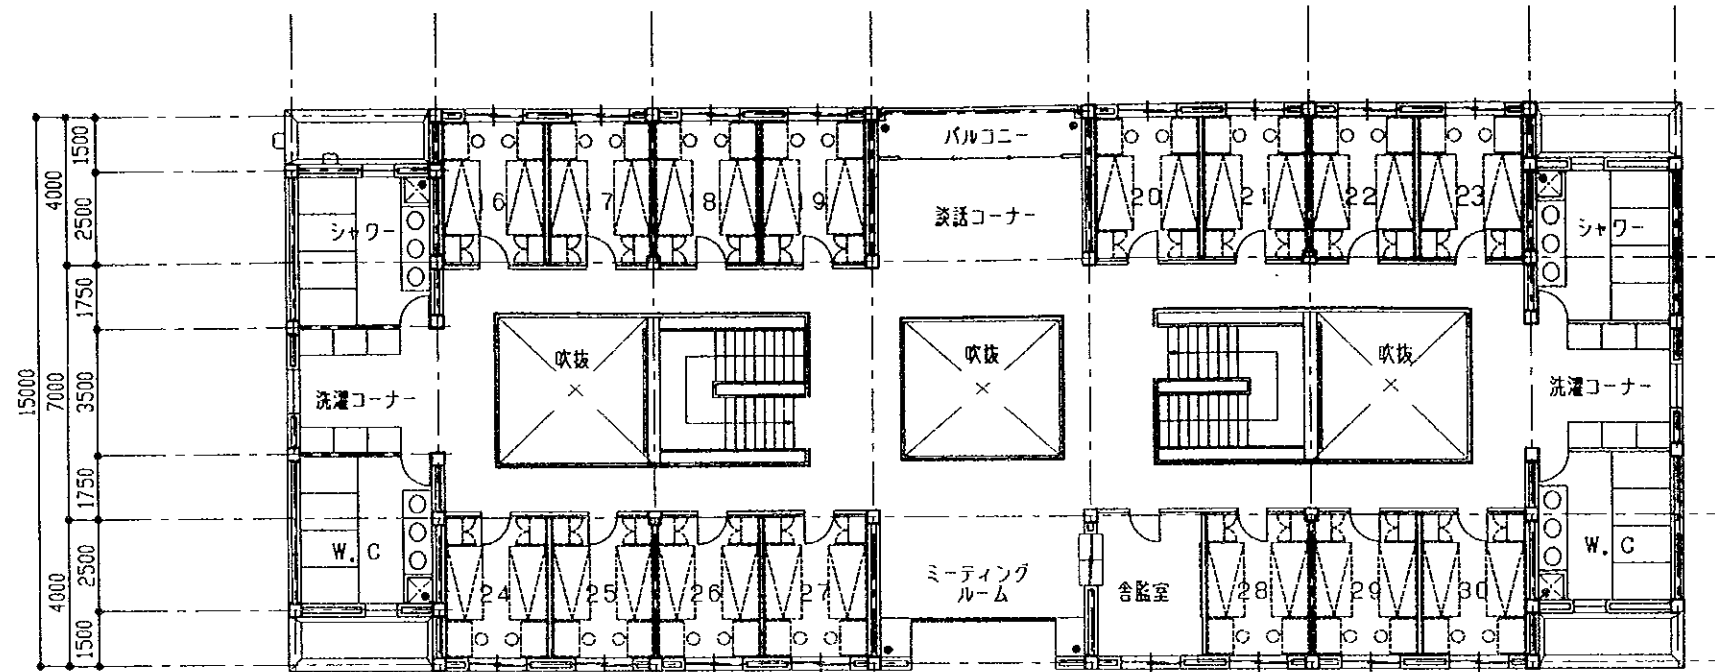 バルコニー
16 17 18 19
談話コーナー
20 21 22 23
シャワー
シャワー
吹抜
吹抜
吹抜
洗濯コーナー
洗濯コーナー
W.C
24 25 26 27
ミーティング
ルーム
舎監室
28 29 30
W.C
15000
4000
7000
4000
1500
2500
1750
3500
1750
2500
1500